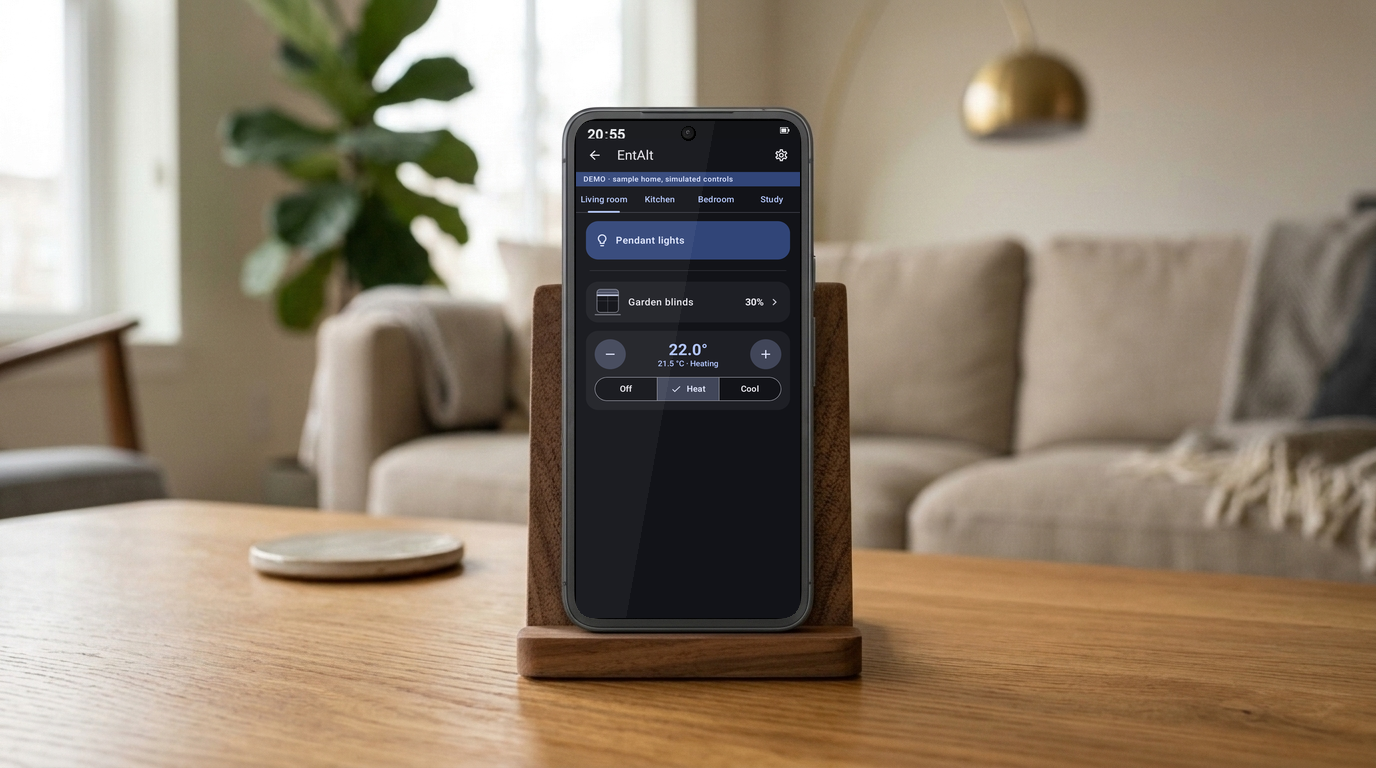 20:55
EntAlt
DEMO · sample home, simulated controls
Living room Kitchen Bedroom Study
Pendant lights
Garden blinds 30%
22.0°
21.5 °C · Heating
Off Heat Cool